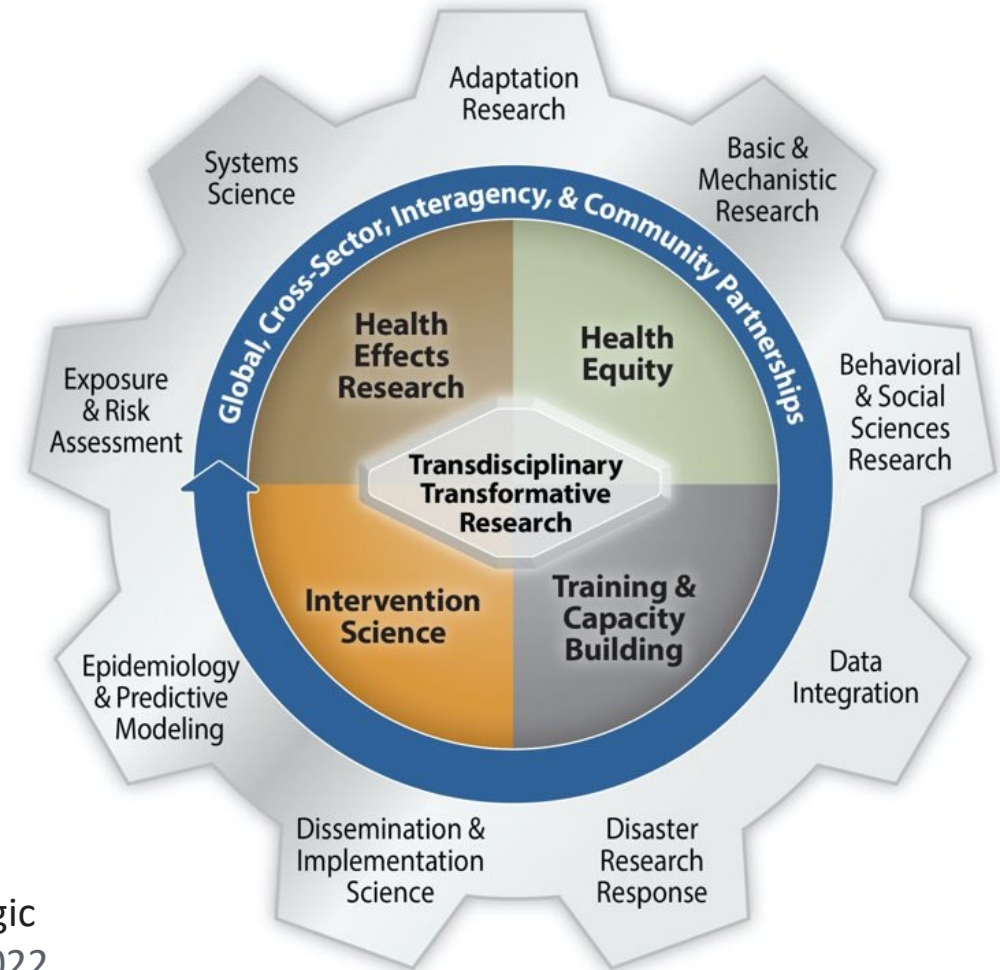 Adaptation
Research
Basic &
Mechanistic
Research
Behavioral
& Social
Sciences
Research
Data
Integration
Disaster
Research
Response
Dissemination &
Implementation
Science
Epidemiology
& Predictive
Modeling
Exposure
& Risk
Assessment
Systems
Science
Global, Cross-Sector, Interagency, & Community Partnerships
Health
Effects
Research
Health
Equity
Transdisciplinary
Transformative
Research
Intervention
Science
Training &
Capacity
Building